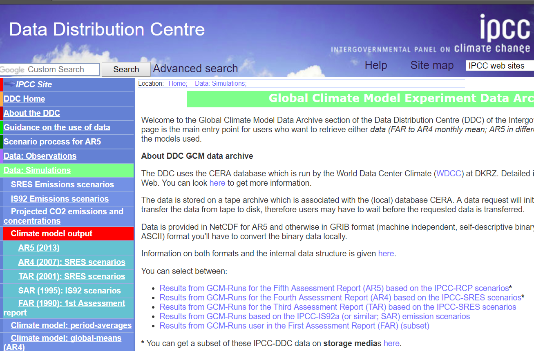 Data Distribution Centre
ipcc
INTERGOVERNMENTAL PANEL ON climate change
Google Custom Search Search Advanced search Help Site map IPCC web sites
IPCC Site
DDC Home
About the DDC
Guidance on the use of data
Scenario process for AR5
Data: Observations
Data: Simulations
SRES Emissions scenarios
IS92 Emissions scenarios
Projected CO2 emissions and
concentrations
Climate model output
AR5 (2013)
AR4 (2007): SRES scenarios
TAR (2001): SRES scenarios
SAR (1995): IS92 scenarios
FAR (1990): 1st Assessment
report
Climate model: period-averages
Climate model: global-means
(AR4)
Location: Home; Data: Simulations;
Global Climate Model Experiment Data Arc
Welcome to the Global Climate Model Data Archive section of the Data Distribution Centre (DDC) of the Intergo
page is the main entry point for users who want to retrieve either data (FAR to AR4 monthly mean; AR5 in differe
the models used.
About DDC GCM data archive
The DDC uses the CERA database which is run by the World Data Center Climate (WDCC) at DKRZ. Detailed i
Web. You can look here to get more information.
The data is stored on a tape archive which is associated with the (local) database CERA. A data request will init
transfer the data from tape to disk, therefore users may have to wait before the requested data is transferred.
Data is provided in NetCDF for AR5 and otherwise in GRIB format (machine independent, self-descriptive binary
ASCII) format you'll have to convert the binary data locally.
Information on both formats and the internal data structure is given here.
You can select between:
Results from GCM-Runs for the Fifth Assessment Report (AR5) based on the IPCC-RCP scenarios*
Results from GCM-Runs for the Fourth Assessment Report (AR4) based on the IPCC-SRES scenarios*
Results from GCM-Runs for the Third Assessment Report (TAR) based on the IPCC-SRES scenarios
Results from GCM-Runs based on the IPCC-IS92a (or similar; SAR) emission scenarios
Results from GCM-Runs user in the First Assessment Report (FAR) (subset)
* You can get a subset of these IPCC-DDC data on storage medias here.